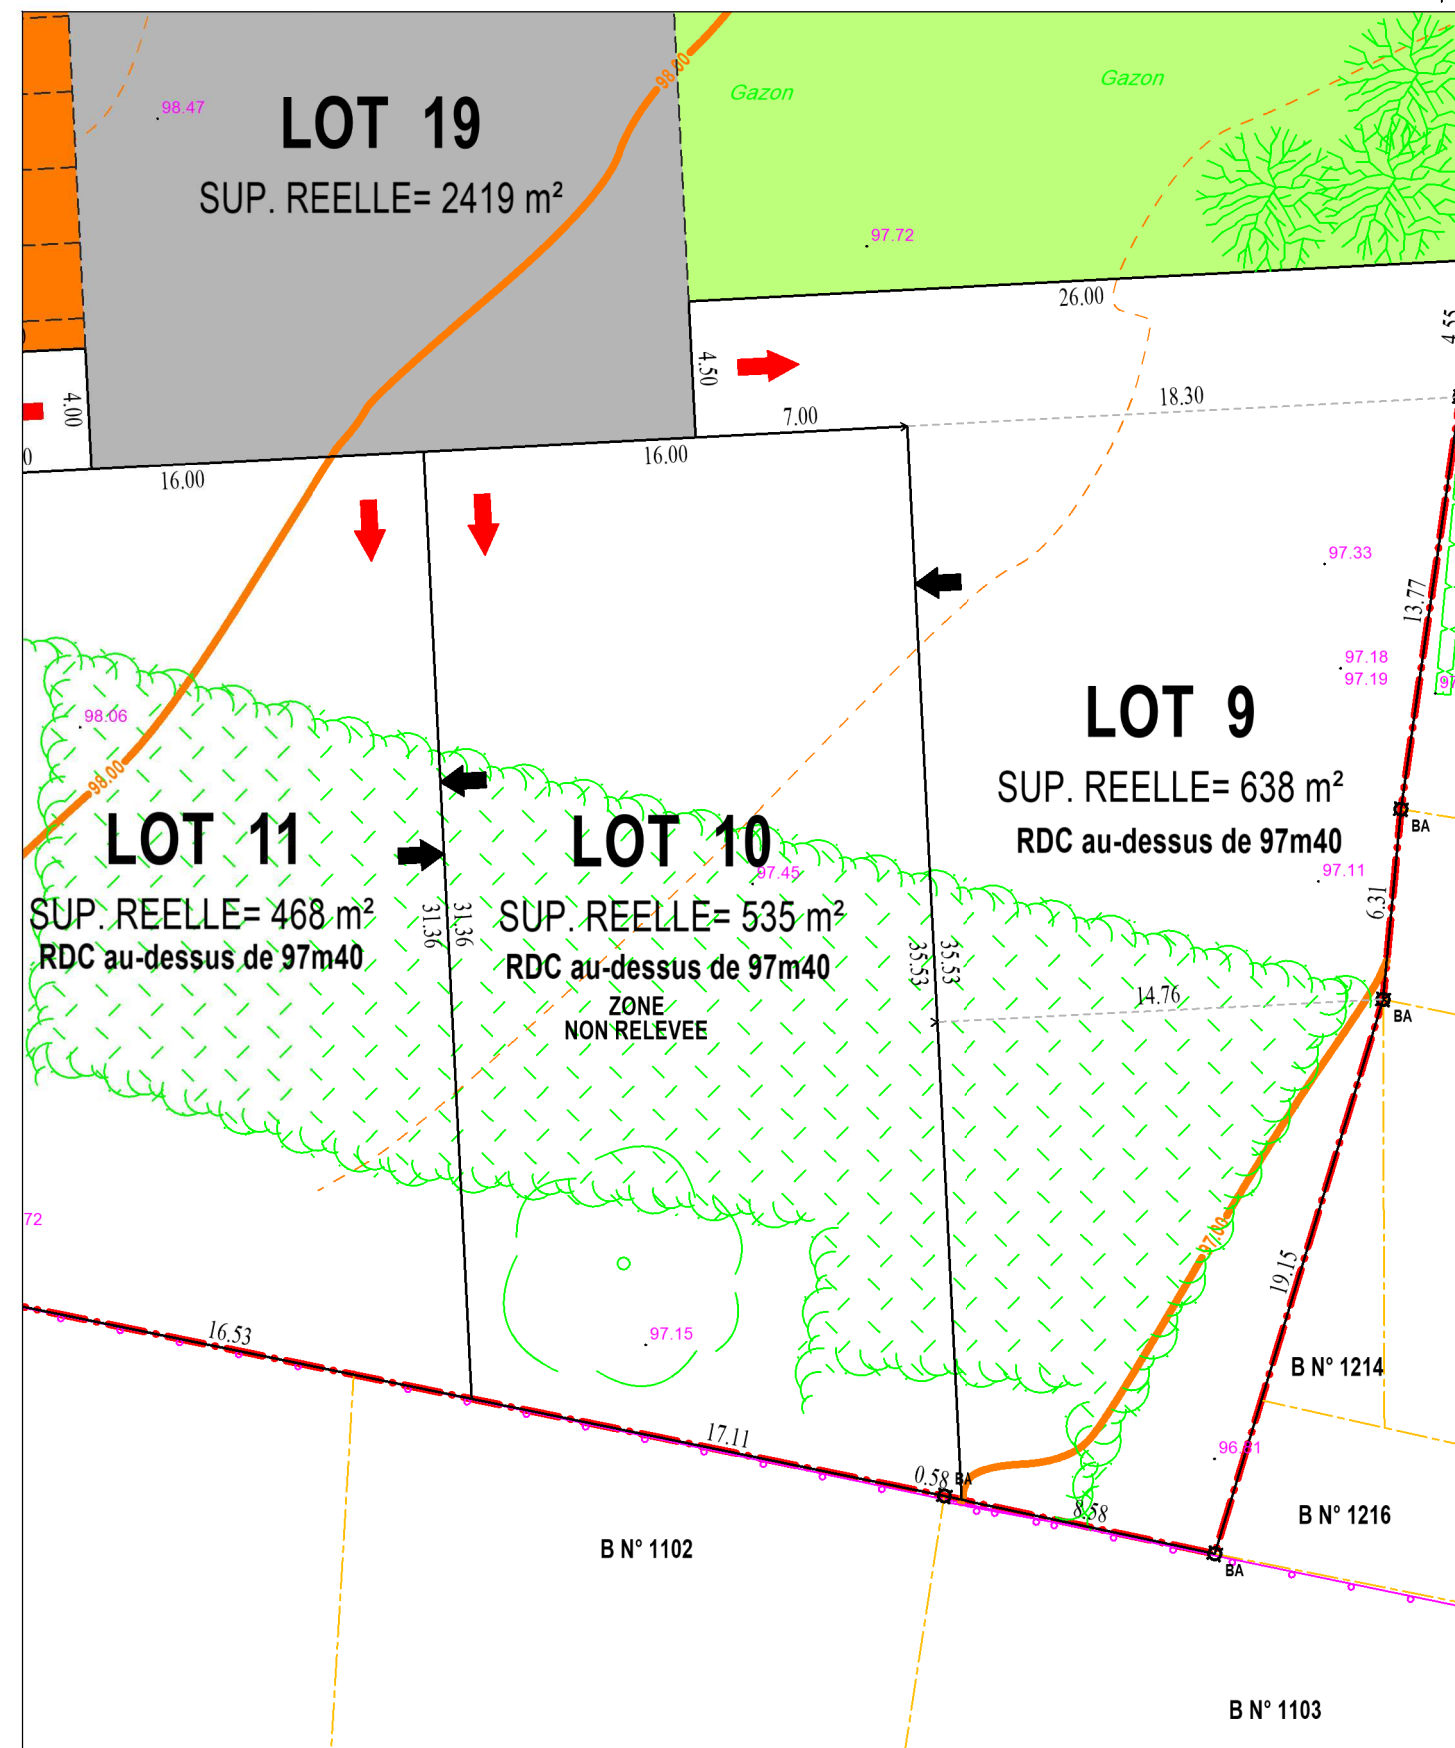 98.00
98.47
LOT 19
SUP. REELLE= 2419 m²
Gazon
Gazon
97.72
26.00
4.55
4.00
4.50
18.30
7.00
16.00
16.00
97.33
13.77
97.18
97.19
98.06
98.00
LOT 9
SUP. REELLE= 638 m²
RDC au-dessus de 97m40
BA
LOT 11
SUP. REELLE= 468 m²
RDC au-dessus de 97m40
31.36
31.36
LOT 10
97.45
SUP. REELLE= 535 m²
RDC au-dessus de 97m40
ZONE
NON RELEVEE
35.53
35.53
97.11
6.31
14.76
BA
72
97.00
19.15
16.53
97.15
17.11
B N° 1214
96.81
0.58
BA
8.58
B N° 1216
B N° 1102
BA
B N° 1103